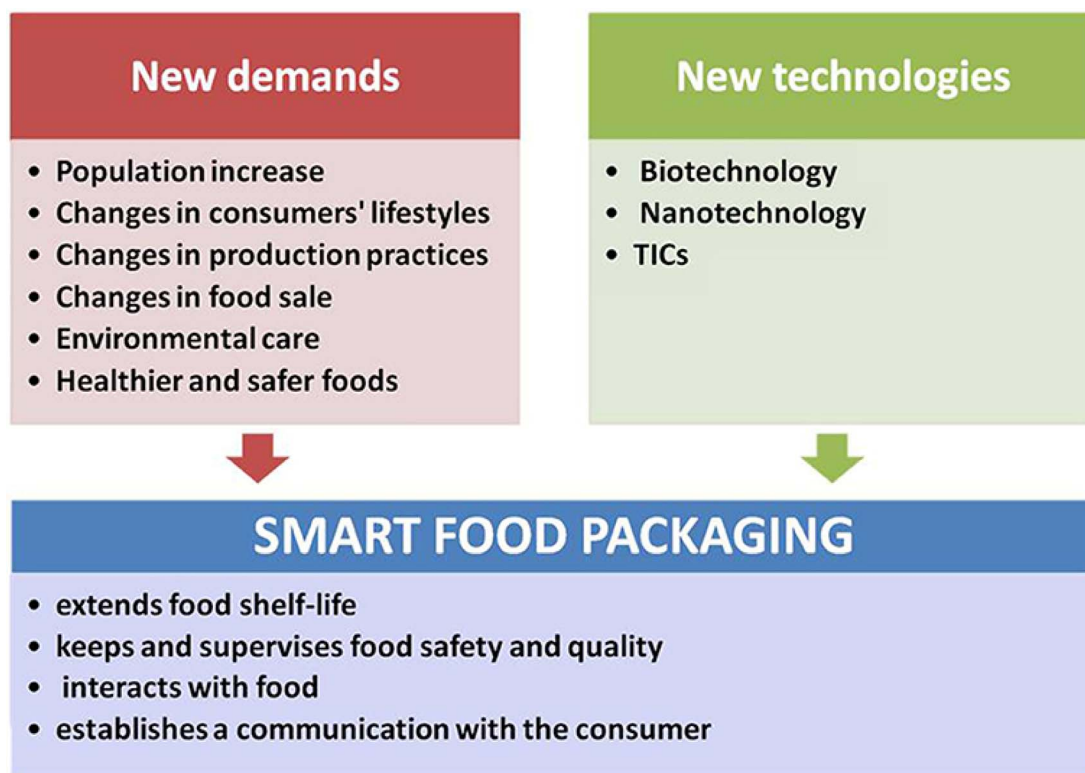 New demands
• Population increase
• Changes in consumers' lifestyles
• Changes in production practices
• Changes in food sale
• Environmental care
• Healthier and safer foods
New technologies
• Biotechnology
• Nanotechnology
• TICs
SMART FOOD PACKAGING
• extends food shelf-life
• keeps and supervises food safety and quality
• interacts with food
• establishes a communication with the consumer